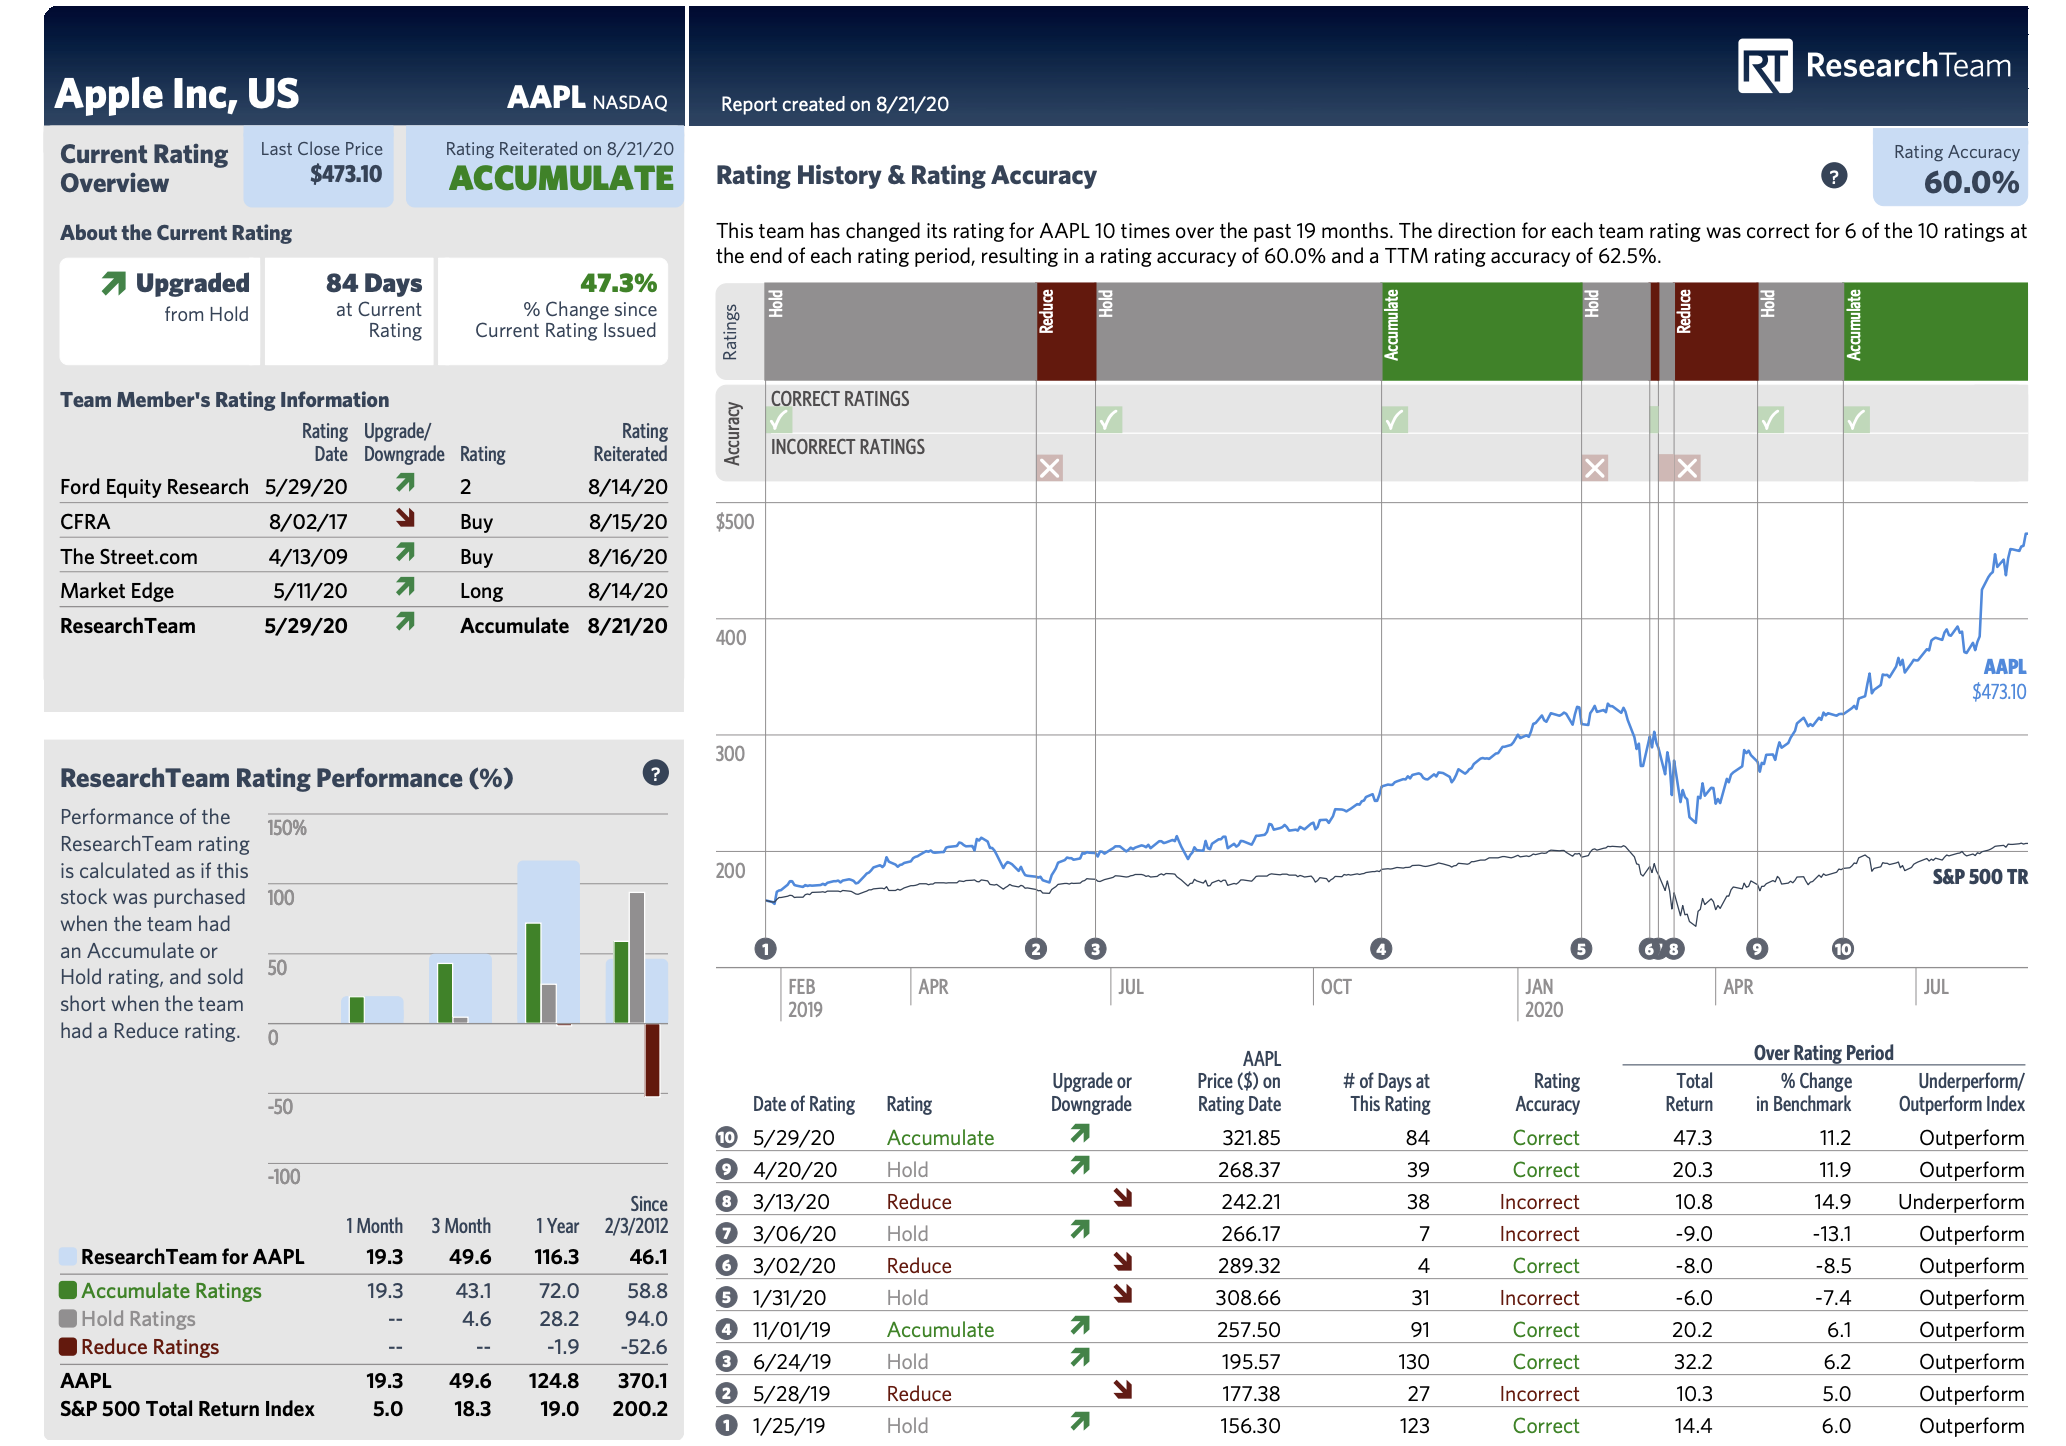 Apple Inc, US
AAPL NASDAQ
Report created on 8/21/20
RT ResearchTeam
Current Rating
Overview
Last Close Price
$473.10
Rating Reiterated on 8/21/20
ACCUMULATE
About the Current Rating
Upgraded
from Hold
84 Days
at Current
Rating
47.3%
% Change since
Current Rating Issued
Team Member's Rating Information
Rating Date Upgrade/ Downgrade Rating Rating Reiterated
Ford Equity Research 5/29/20 2 8/14/20
CFRA 8/02/17 Buy 8/15/20
The Street.com 4/13/09 Buy 8/16/20
Market Edge 5/11/20 Long 8/14/20
ResearchTeam 5/29/20 Accumulate 8/21/20
ResearchTeam Rating Performance (%)
?
Performance of the
ResearchTeam rating
is calculated as if this
stock was purchased
when the team had
an Accumulate or
Hold rating, and sold
short when the team
had a Reduce rating.
150%
100
50
0
-50
-100
1 Month 3 Month 1 Year Since 2/3/2012
ResearchTeam for AAPL 19.3 49.6 116.3 46.1
Accumulate Ratings 19.3 43.1 72.0 58.8
Hold Ratings -- 4.6 28.2 94.0
Reduce Ratings -- -- -1.9 -52.6
AAPL 19.3 49.6 124.8 370.1
S&P 500 Total Return Index 5.0 18.3 19.0 200.2
Rating History & Rating Accuracy
?
Rating Accuracy
60.0%
This team has changed its rating for AAPL 10 times over the past 19 months. The direction for each team rating was correct for 6 of the 10 ratings at
the end of each rating period, resulting in a rating accuracy of 60.0% and a TTM rating accuracy of 62.5%.
Ratings
Hold Reduce Hold Accumulate Hold Reduce Hold Accumulate
Accuracy
CORRECT RATINGS
INCORRECT RATINGS
$500
400
300
200
AAPL
$473.10
S&P 500 TR
1 2 3 4 5 6 7 8 9 10
FEB APR JUL OCT JAN APR JUL
2019 2020
Over Rating Period
Date of Rating Rating Upgrade or Downgrade AAPL Price ($) on Rating Date # of Days at This Rating Rating Accuracy Total Return % Change in Benchmark Underperform/ Outperform Index
10 5/29/20 Accumulate 321.85 84 Correct 47.3 11.2 Outperform
9 4/20/20 Hold 268.37 39 Correct 20.3 11.9 Outperform
8 3/13/20 Reduce 242.21 38 Incorrect 10.8 14.9 Underperform
7 3/06/20 Hold 266.17 7 Incorrect -9.0 -13.1 Outperform
6 3/02/20 Reduce 289.32 4 Correct -8.0 -8.5 Outperform
5 1/31/20 Hold 308.66 31 Incorrect -6.0 -7.4 Outperform
4 11/01/19 Accumulate 257.50 91 Correct 20.2 6.1 Outperform
3 6/24/19 Hold 195.57 130 Correct 32.2 6.2 Outperform
2 5/28/19 Reduce 177.38 27 Incorrect 10.3 5.0 Outperform
1 1/25/19 Hold 156.30 123 Correct 14.4 6.0 Outperform